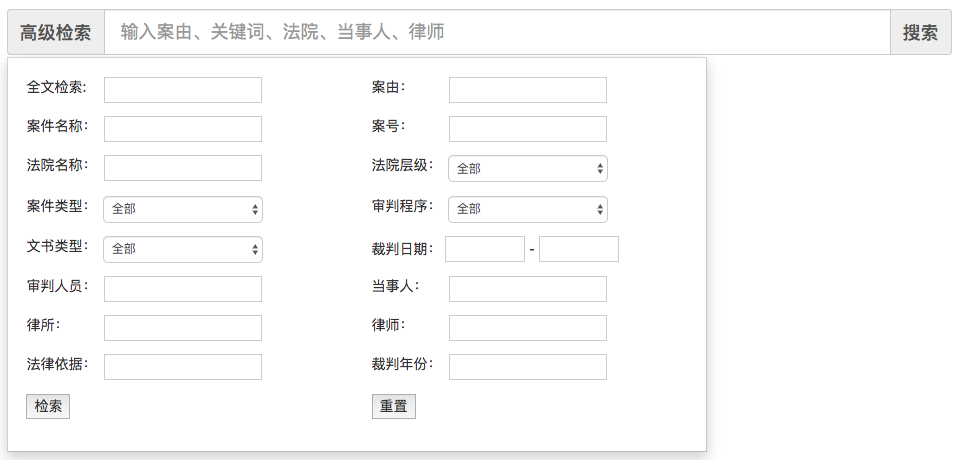 高级检索 输入案由、关键词、法院、当事人、律师 搜索
全文检索: 案由:
案件名称: 案号:
法院名称: 法院层级: 全部
案件类型: 全部 审判程序: 全部
文书类型: 全部 裁判日期: -
审判人员: 当事人:
律所: 律师:
法律依据: 裁判年份:
检索 重置